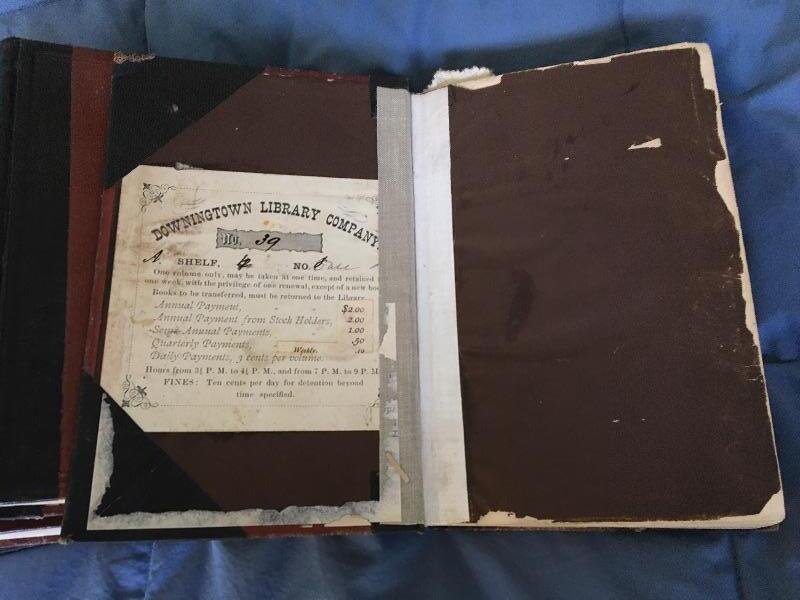 DOWNINGTOWN LIBRARY COMPANY.
No. 39
A. SHELF, NO. Case
One volume only, may be taken at one time, and retained
one week, with the privilege of one renewal, except of a new
Books to be transferred, must be returned to the Library.
Annual Payment, $2.00
Annual Payment from Stock Holders, 2.00
Semi-Annual Payments, 1.00
Quarterly Payments, .50
Weekly. .10
Daily Payments, 3 cents per volume.
Hours from 3½ P. M. to 4½ P. M., and from 7 P. M. to 9 P. M
FINES: Ten cents per day for detention beyond
time specified.